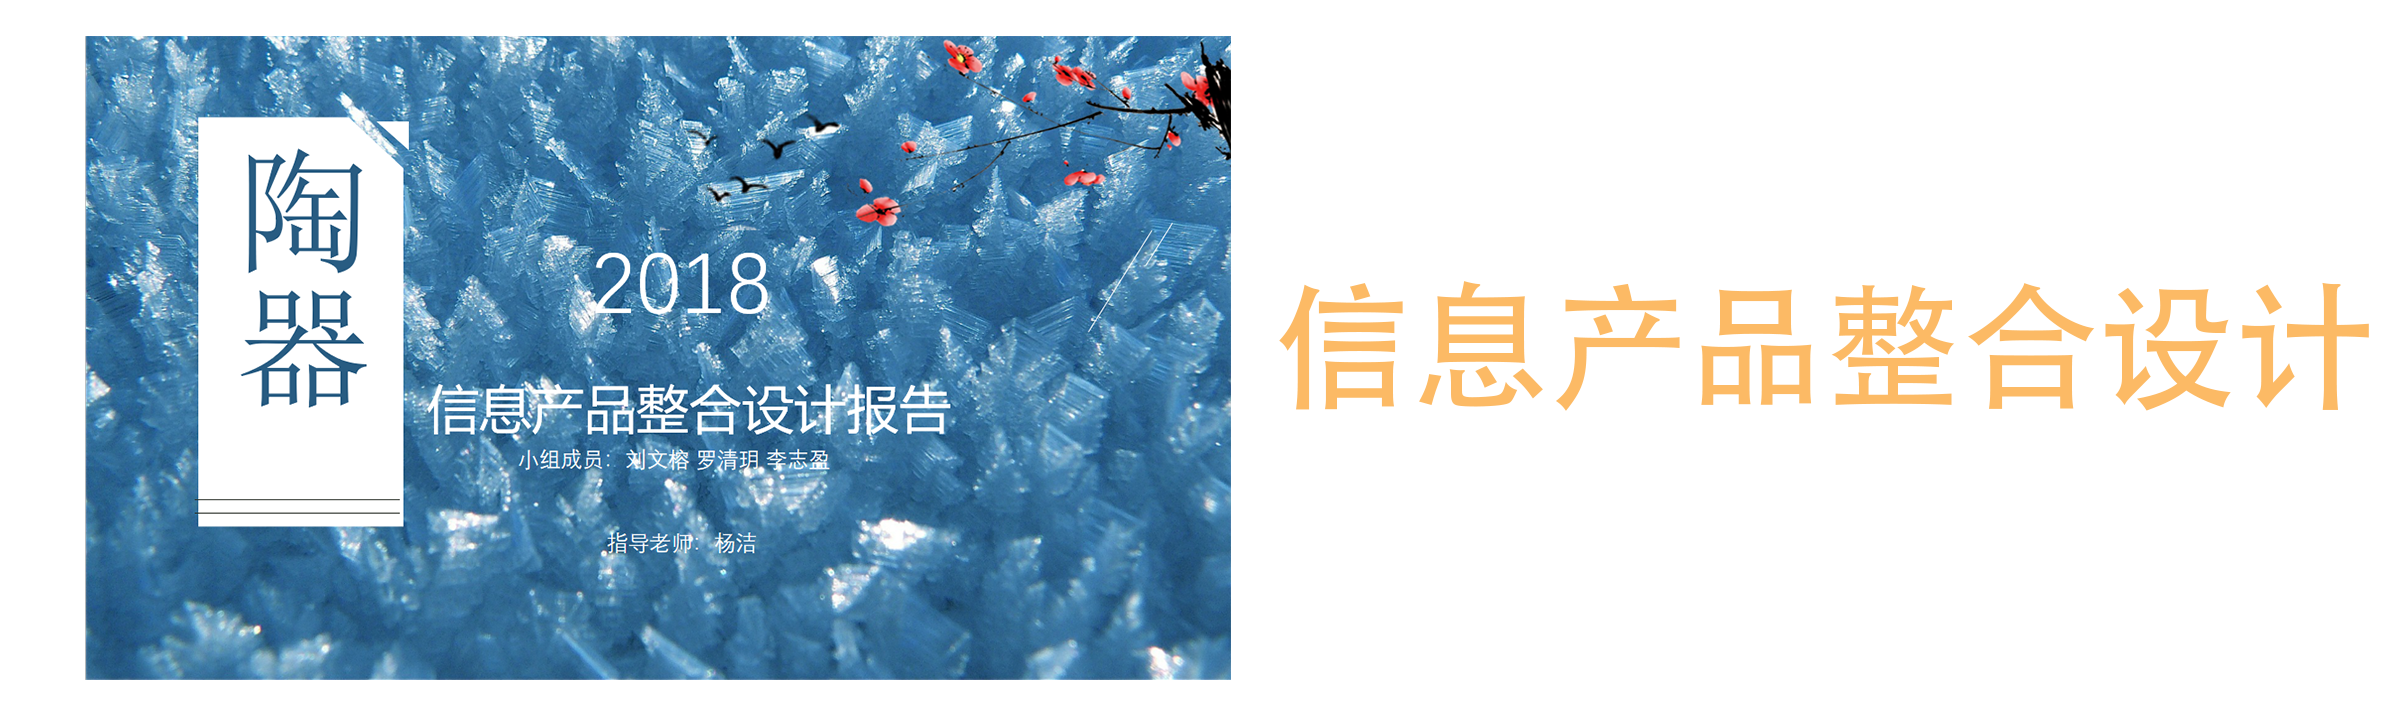 陶器
2018
信息产品整合设计报告
小组成员：刘文榕 罗清玥 李志盈
指导老师：杨洁
信息产品整合设计